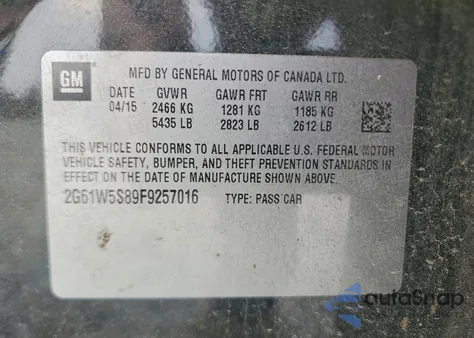 GM
MFD BY GENERAL MOTORS OF CANADA LTD.
DATE GVWR GAWR FRT GAWR RR
04/15 2466 KG 1281 KG 1185 KG
5435 LB 2823 LB 2612 LB
THIS VEHICLE CONFORMS TO ALL APPLICABLE U.S. FEDERAL MOTOR
VEHICLE SAFETY, BUMPER, AND THEFT PREVENTION STANDARDS IN
EFFECT ON THE DATE OF MANUFACTURE SHOWN ABOVE.
2G61W5S89F9257016 TYPE: PASS CAR
autoSnap